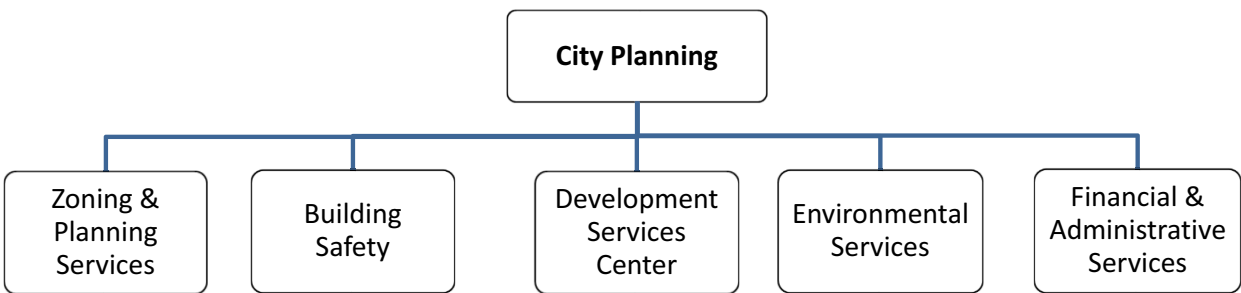 City Planning
Zoning &
Planning
Services
Building
Safety
Development
Services
Center
Environmental
Services
Financial &
Administrative
Services